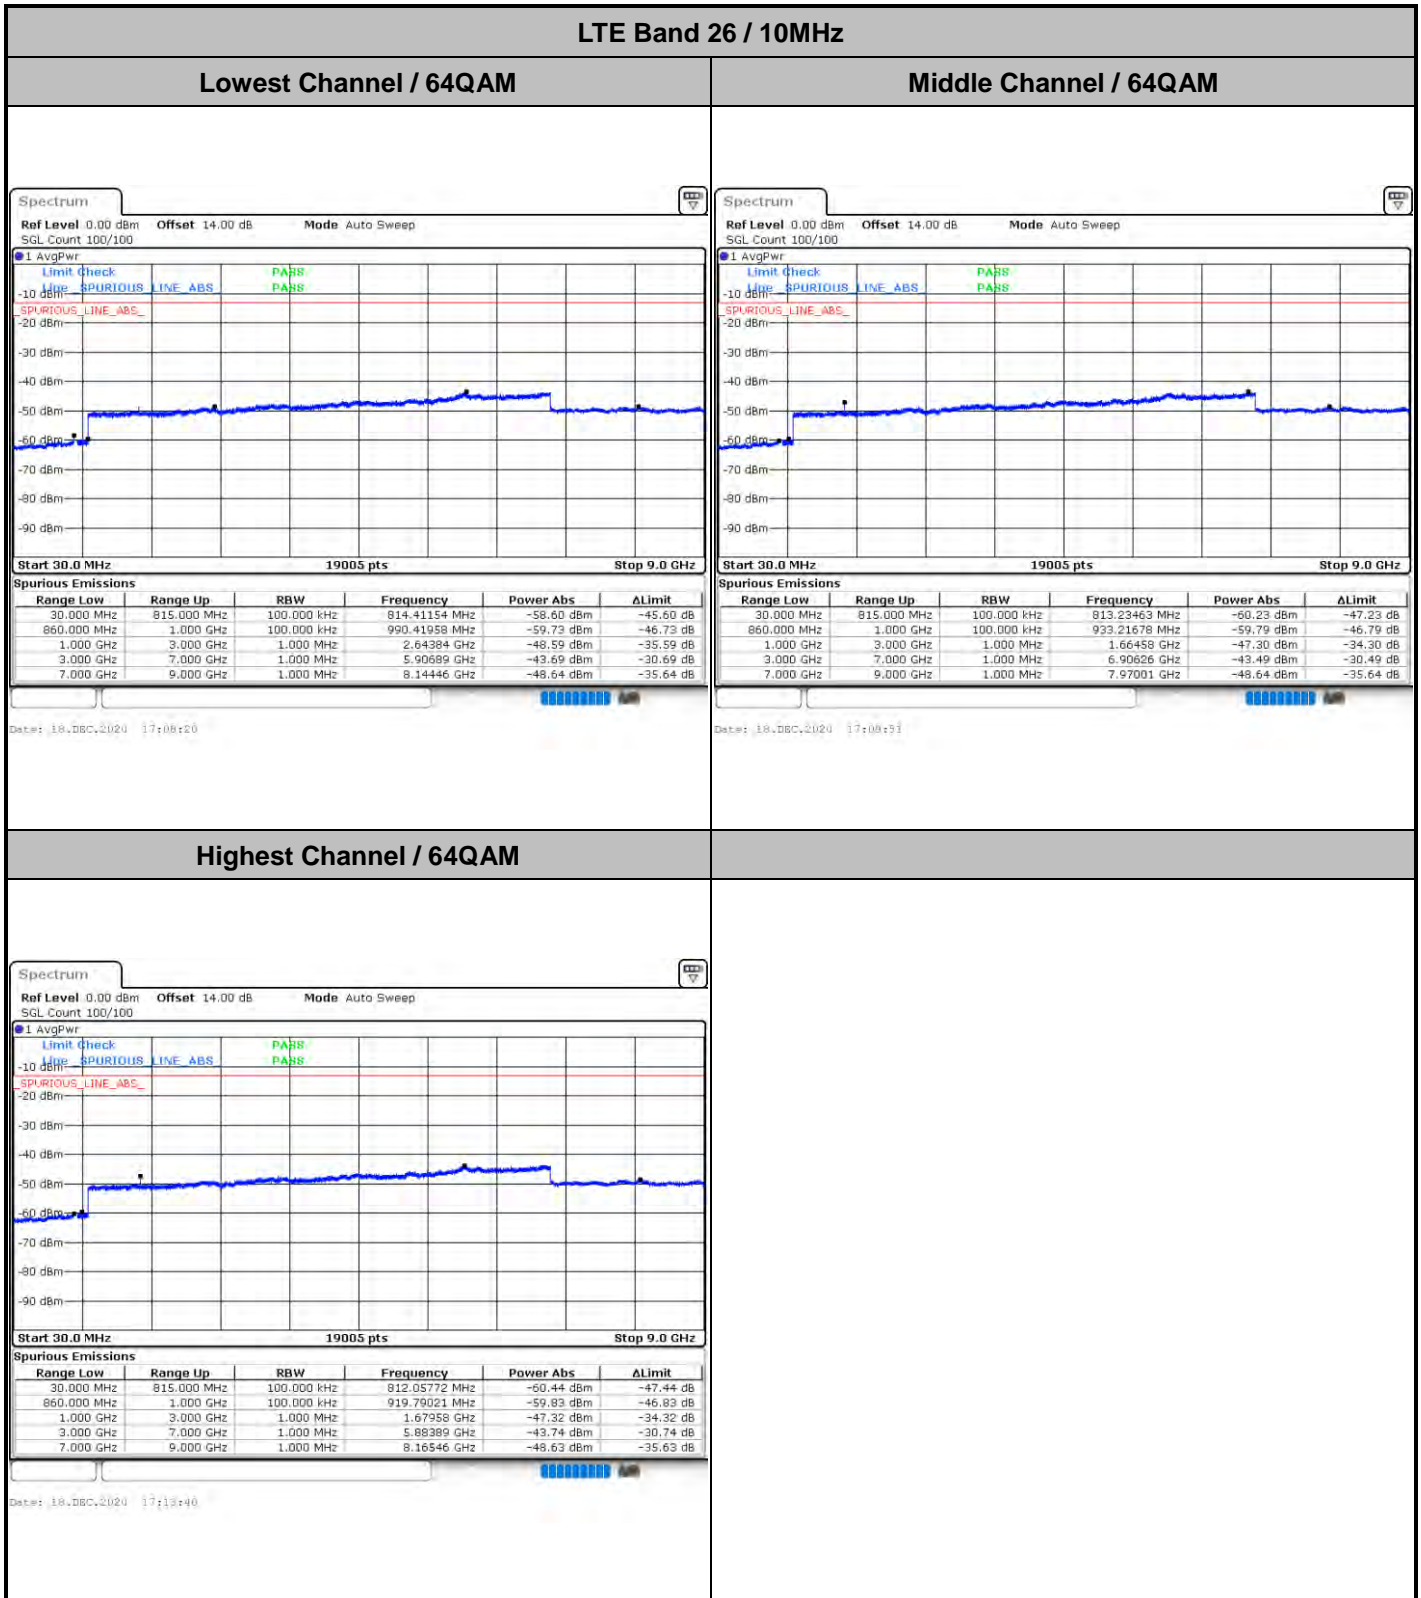 LTE Band 26 / 10MHz
Lowest Channel / 64QAM
Middle Channel / 64QAM
Spectrum
Ref Level 0.00 dBm Offset 14.00 dB Mode Auto Sweep
SGL Count 100/100
1 AvgPwr
Limit Check PASS
Line _SPURIOUS_LINE_ABS_ PASS
-10 dBm
_SPURIOUS_LINE_ABS_
-20 dBm
-30 dBm
-40 dBm
-50 dBm
-60 dBm
-70 dBm
-80 dBm
-90 dBm
Start 30.0 MHz 19005 pts Stop 9.0 GHz
Spurious Emissions
Range Low Range Up RBW Frequency Power Abs ΔLimit
30.000 MHz 815.000 MHz 100.000 kHz 814.41154 MHz -58.60 dBm -45.60 dB
860.000 MHz 1.000 GHz 100.000 kHz 990.41958 MHz -59.73 dBm -46.73 dB
1.000 GHz 3.000 GHz 1.000 MHz 2.64384 GHz -48.59 dBm -35.59 dB
3.000 GHz 7.000 GHz 1.000 MHz 5.90689 GHz -43.69 dBm -30.69 dB
7.000 GHz 9.000 GHz 1.000 MHz 8.14446 GHz -48.64 dBm -35.64 dB
Date: 18.DEC.2020 17:08:20
Spectrum
Ref Level 0.00 dBm Offset 14.00 dB Mode Auto Sweep
SGL Count 100/100
1 AvgPwr
Limit Check PASS
Line _SPURIOUS_LINE_ABS_ PASS
-10 dBm
_SPURIOUS_LINE_ABS_
-20 dBm
-30 dBm
-40 dBm
-50 dBm
-60 dBm
-70 dBm
-80 dBm
-90 dBm
Start 30.0 MHz 19005 pts Stop 9.0 GHz
Spurious Emissions
Range Low Range Up RBW Frequency Power Abs ΔLimit
30.000 MHz 815.000 MHz 100.000 kHz 813.23463 MHz -60.23 dBm -47.23 dB
860.000 MHz 1.000 GHz 100.000 kHz 933.21678 MHz -59.79 dBm -46.79 dB
1.000 GHz 3.000 GHz 1.000 MHz 1.66458 GHz -47.30 dBm -34.30 dB
3.000 GHz 7.000 GHz 1.000 MHz 6.90626 GHz -43.49 dBm -30.49 dB
7.000 GHz 9.000 GHz 1.000 MHz 7.97001 GHz -48.64 dBm -35.64 dB
Date: 18.DEC.2020
Highest Channel / 64QAM
Spectrum
Ref Level 0.00 dBm Offset 14.00 dB Mode Auto Sweep
SGL Count 100/100
1 AvgPwr
Limit Check PASS
Line _SPURIOUS_LINE_ABS_ PASS
-10 dBm
_SPURIOUS_LINE_ABS_
-20 dBm
-30 dBm
-40 dBm
-50 dBm
-60 dBm
-70 dBm
-80 dBm
-90 dBm
Start 30.0 MHz 19005 pts Stop 9.0 GHz
Spurious Emissions
Range Low Range Up RBW Frequency Power Abs ΔLimit
30.000 MHz 815.000 MHz 100.000 kHz 812.05772 MHz -60.44 dBm -47.44 dB
860.000 MHz 1.000 GHz 100.000 kHz 919.79021 MHz -59.83 dBm -46.83 dB
1.000 GHz 3.000 GHz 1.000 MHz 1.67958 GHz -47.32 dBm -34.32 dB
3.000 GHz 7.000 GHz 1.000 MHz 5.88389 GHz -43.74 dBm -30.74 dB
7.000 GHz 9.000 GHz 1.000 MHz 8.16546 GHz -48.63 dBm -35.63 dB
Date: 18.DEC.2020 17:13:40